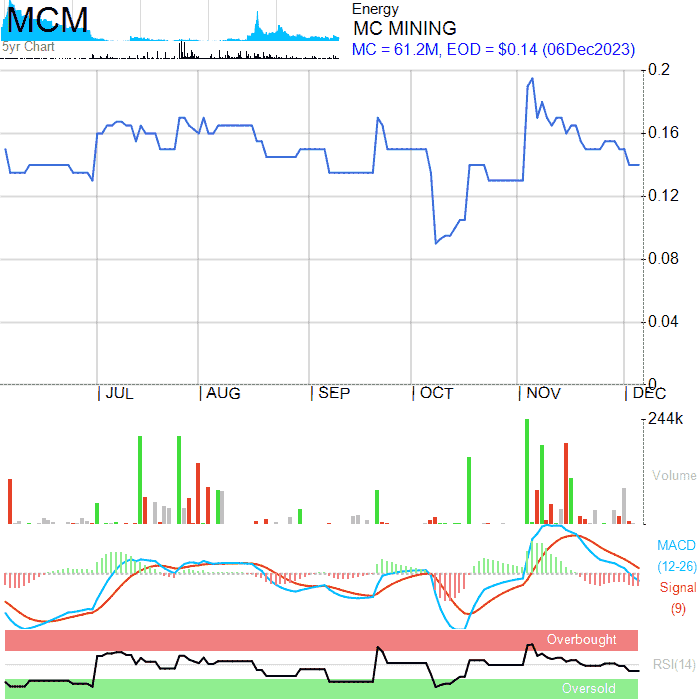 MCM
5yr Chart
Energy
MC MINING
MC = 61.2M, EOD = $0.14 (06Dec2023)
0.2
0.16
0.12
0.08
0.04
0
JUL AUG SEP OCT NOV DEC
244k
Volume
MACD
(12-26)
Signal
(9)
Overbought
RSI(14)
Oversold